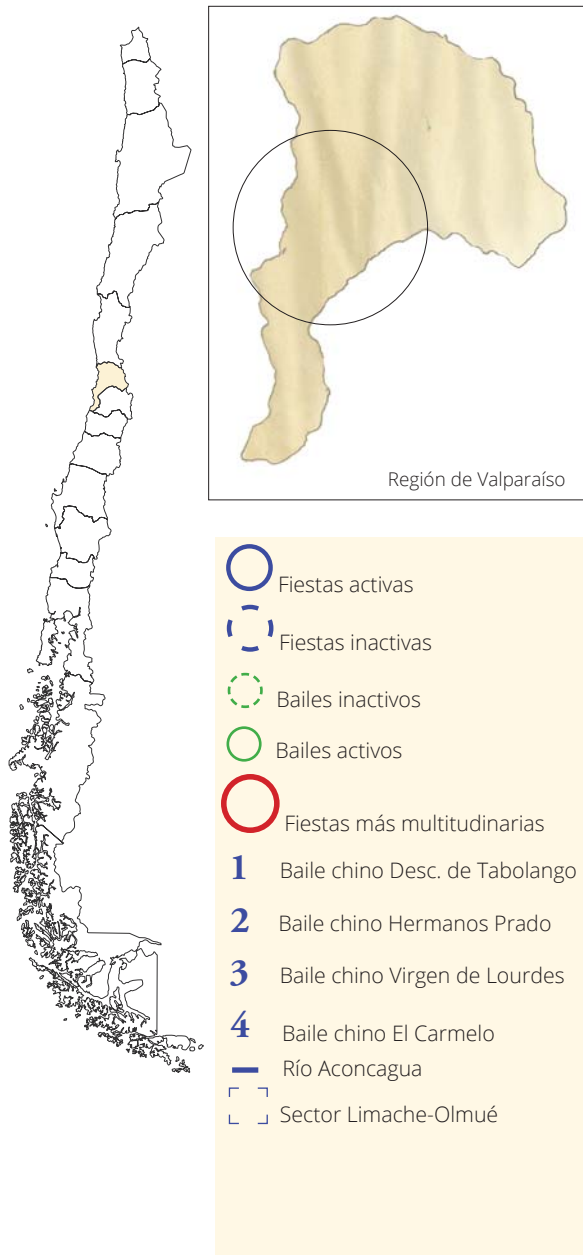 Región de Valparaíso
Fiestas activas
Fiestas inactivas
Bailes inactivos
Bailes activos
Fiestas más multitudinarias
1 Baile chino Desc. de Tabolango
2 Baile chino Hermanos Prado
3 Baile chino Virgen de Lourdes
4 Baile chino El Carmelo
Río Aconcagua
Sector Limache-Olmué